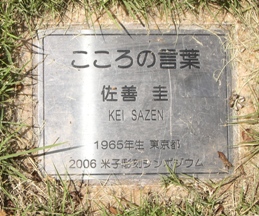 こころの言葉
佐善 圭
KEI SAZEN
1965年生 東京都
2006 米子彫刻シンポジウム